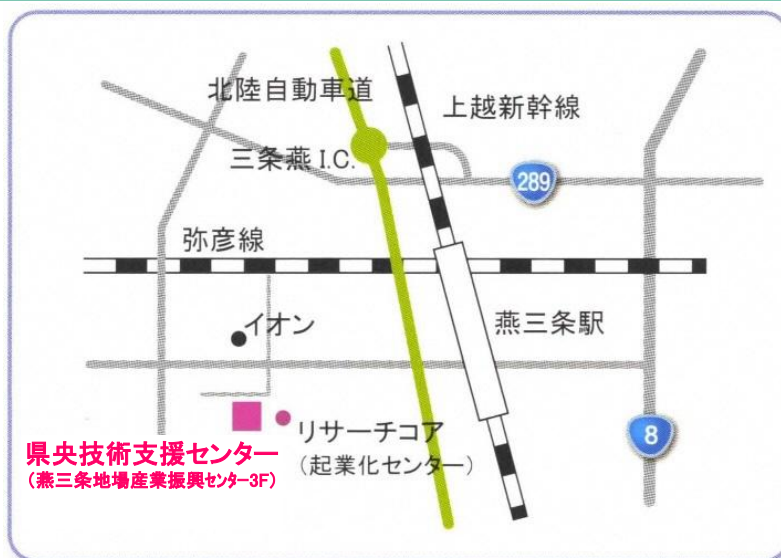 北陸自動車道
上越新幹線
三条燕 I.C.
289
弥彦線
イオン
燕三条駅
リサーチコア
(起業化センター)
8
県央技術支援センター
(燕三条地場産業振興ｾﾝﾀｰ3F)